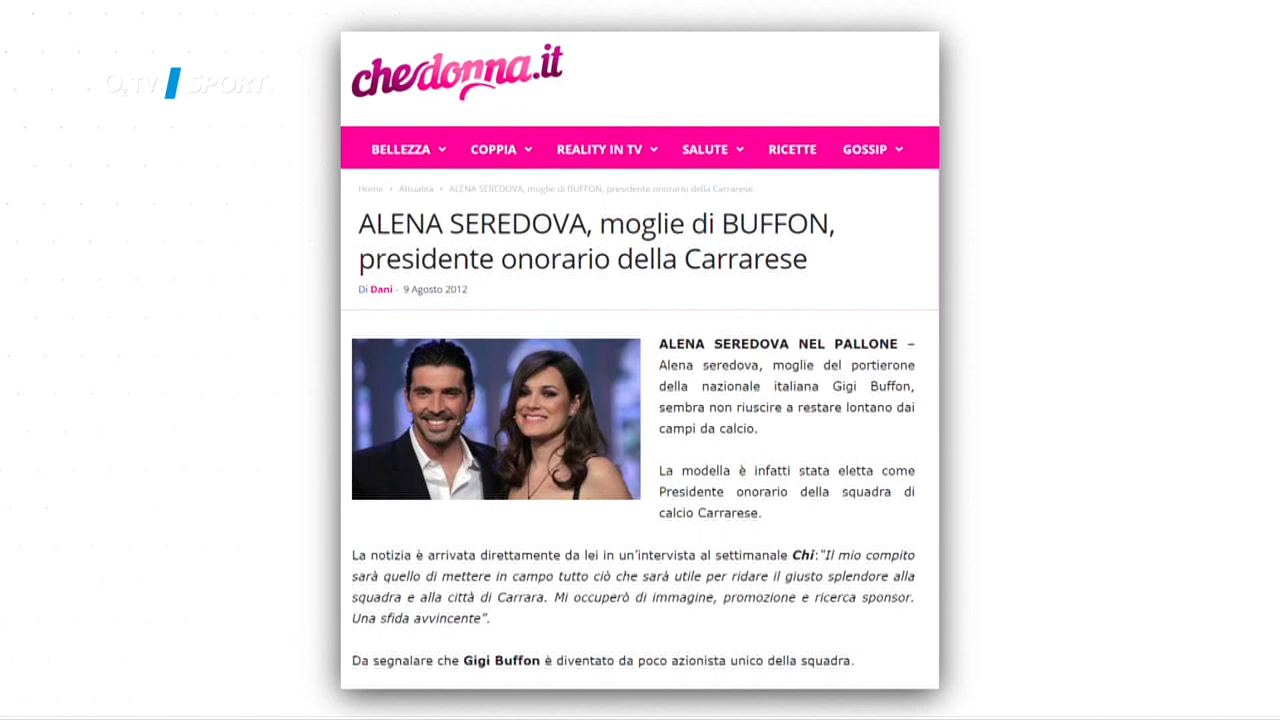 O2TV SPORT
chedonna.it
BELLEZZA COPPIA REALITY IN TV SALUTE RICETTE GOSSIP
Home › Attualità › ALENA SEREDOVA, moglie di BUFFON, presidente onorario della Carrarese
ALENA SEREDOVA, moglie di BUFFON,
presidente onorario della Carrarese
Di Dani - 9 Agosto 2012
ALENA SEREDOVA NEL PALLONE –
Alena seredova, moglie del portierone
della nazionale italiana Gigi Buffon,
sembra non riuscire a restare lontano dai
campi da calcio.
La modella è infatti stata eletta come
Presidente onorario della squadra di
calcio Carrarese.
La notizia è arrivata direttamente da lei in un'intervista al settimanale Chi:"Il mio compito
sarà quello di mettere in campo tutto ciò che sarà utile per ridare il giusto splendore alla
squadra e alla città di Carrara. Mi occuperò di immagine, promozione e ricerca sponsor.
Una sfida avvincente".
Da segnalare che Gigi Buffon è diventato da poco azionista unico della squadra.